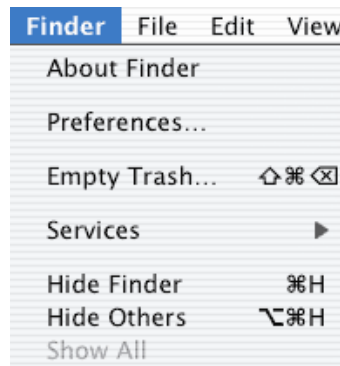 Finder File Edit View
About Finder
Preferences...
Empty Trash... ⇧⌘⌫
Services ▶
Hide Finder ⌘H
Hide Others ⌥⌘H
Show All